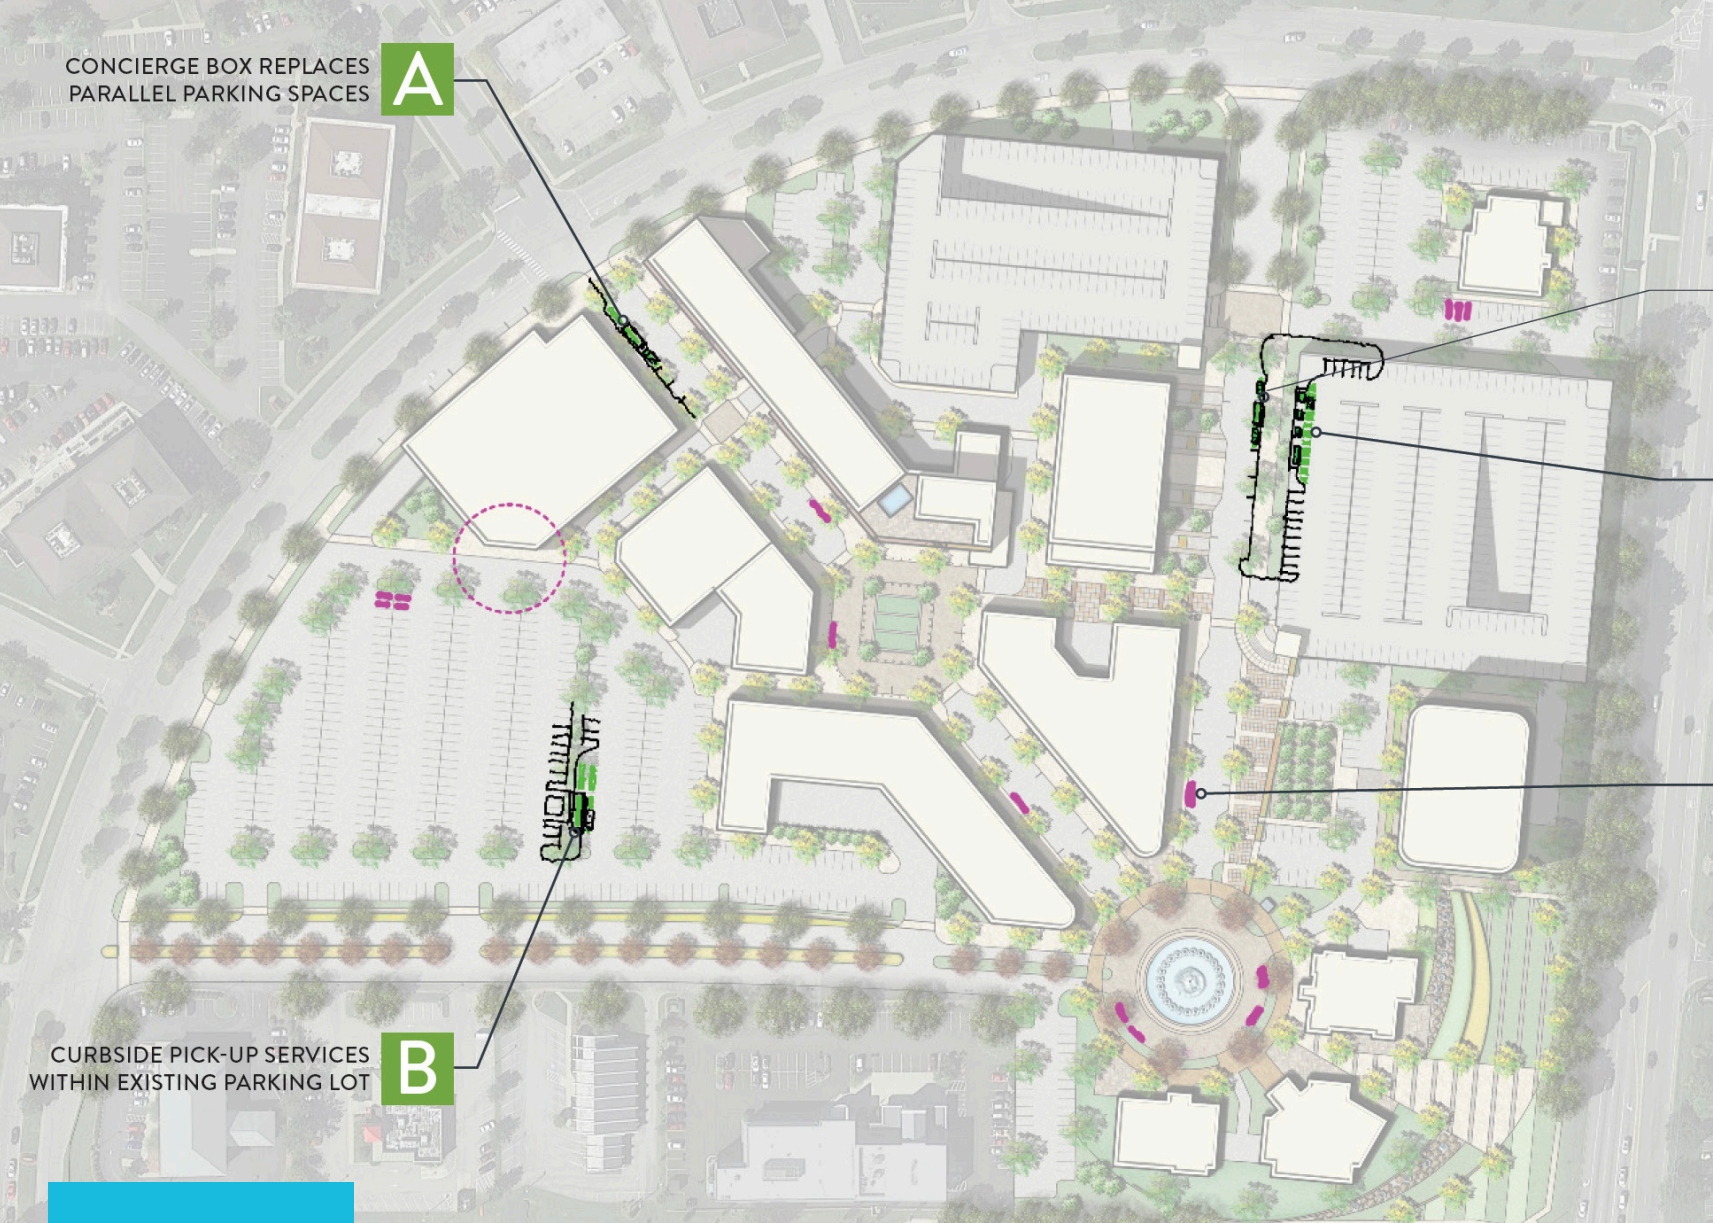 CONCIERGE BOX REPLACES
PARALLEL PARKING SPACES
A
CURBSIDE PICK-UP SERVICES
WITHIN EXISTING PARKING LOT
B